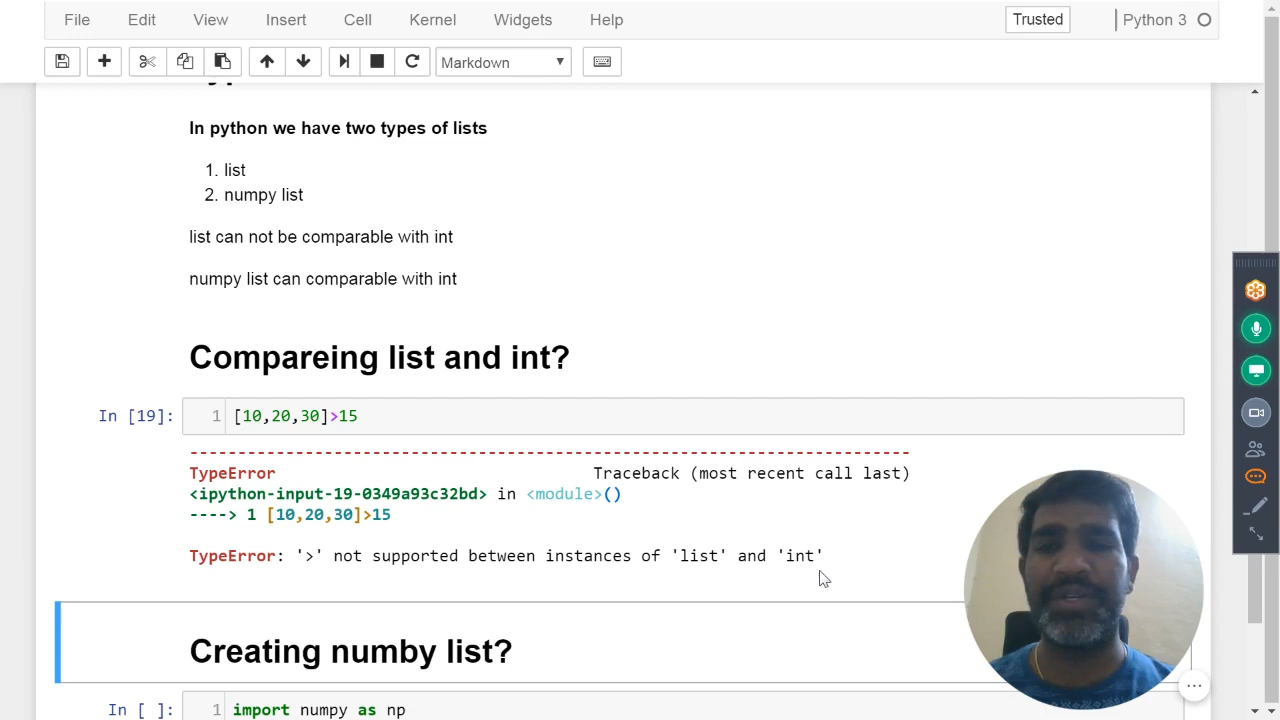 File Edit View Insert Cell Kernel Widgets Help Trusted Python 3
Markdown
In python we have two types of lists
1. list
2. numpy list
list can not be comparable with int
numpy list can comparable with int
Compareing list and int?
In [19]: 1 [10,20,30]>15
---------------------------------------------------------------------------
TypeError Traceback (most recent call last)
<ipython-input-19-0349a93c32bd> in <module>()
----> 1 [10,20,30]>15
TypeError: '>' not supported between instances of 'list' and 'int'
Creating numby list?
In [ ]: 1 import numpy as np